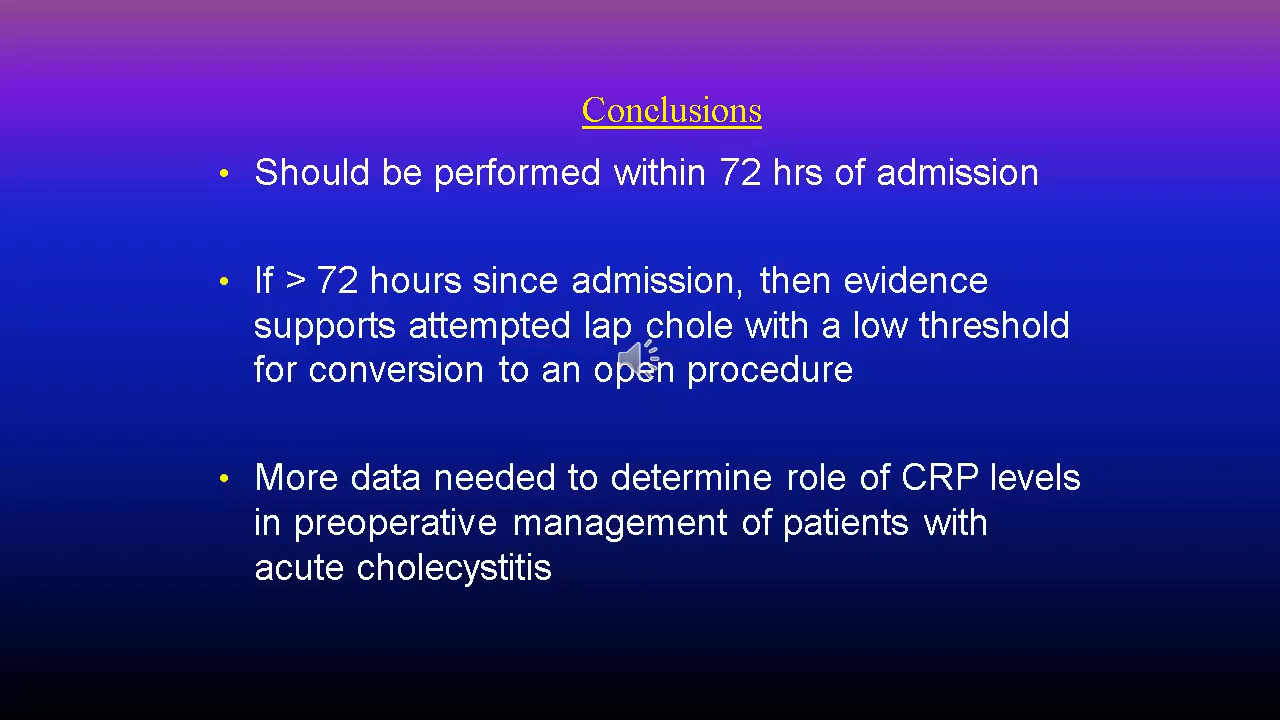 Conclusions
• Should be performed within 72 hrs of admission
• If > 72 hours since admission, then evidence
supports attempted lap chole with a low threshold
for conversion to an open procedure
• More data needed to determine role of CRP levels
in preoperative management of patients with
acute cholecystitis